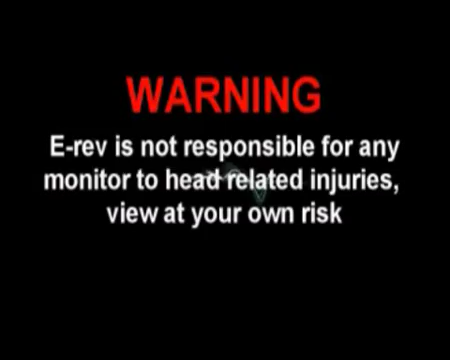 WARNING
E-rev is not responsible for any
monitor to head related injuries,
view at your own risk